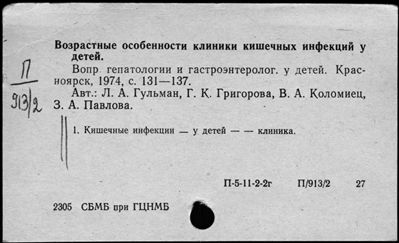 Возрастные особенности клиники кишечных инфекций у
детей.
Вопр. гепатологии и гастроэнтеролог. у детей. Крас-
ноярск, 1974, с. 131—137.
Авт.: Л. А. Гульман, Г. К. Григорова, В. А. Коломиец,
З. А. Павлова.
П
913/2
1. Кишечные инфекции — у детей — — клиника.
П-5-11-2-2г П/913/2 27
2305 СБМБ при ГЦНМБ